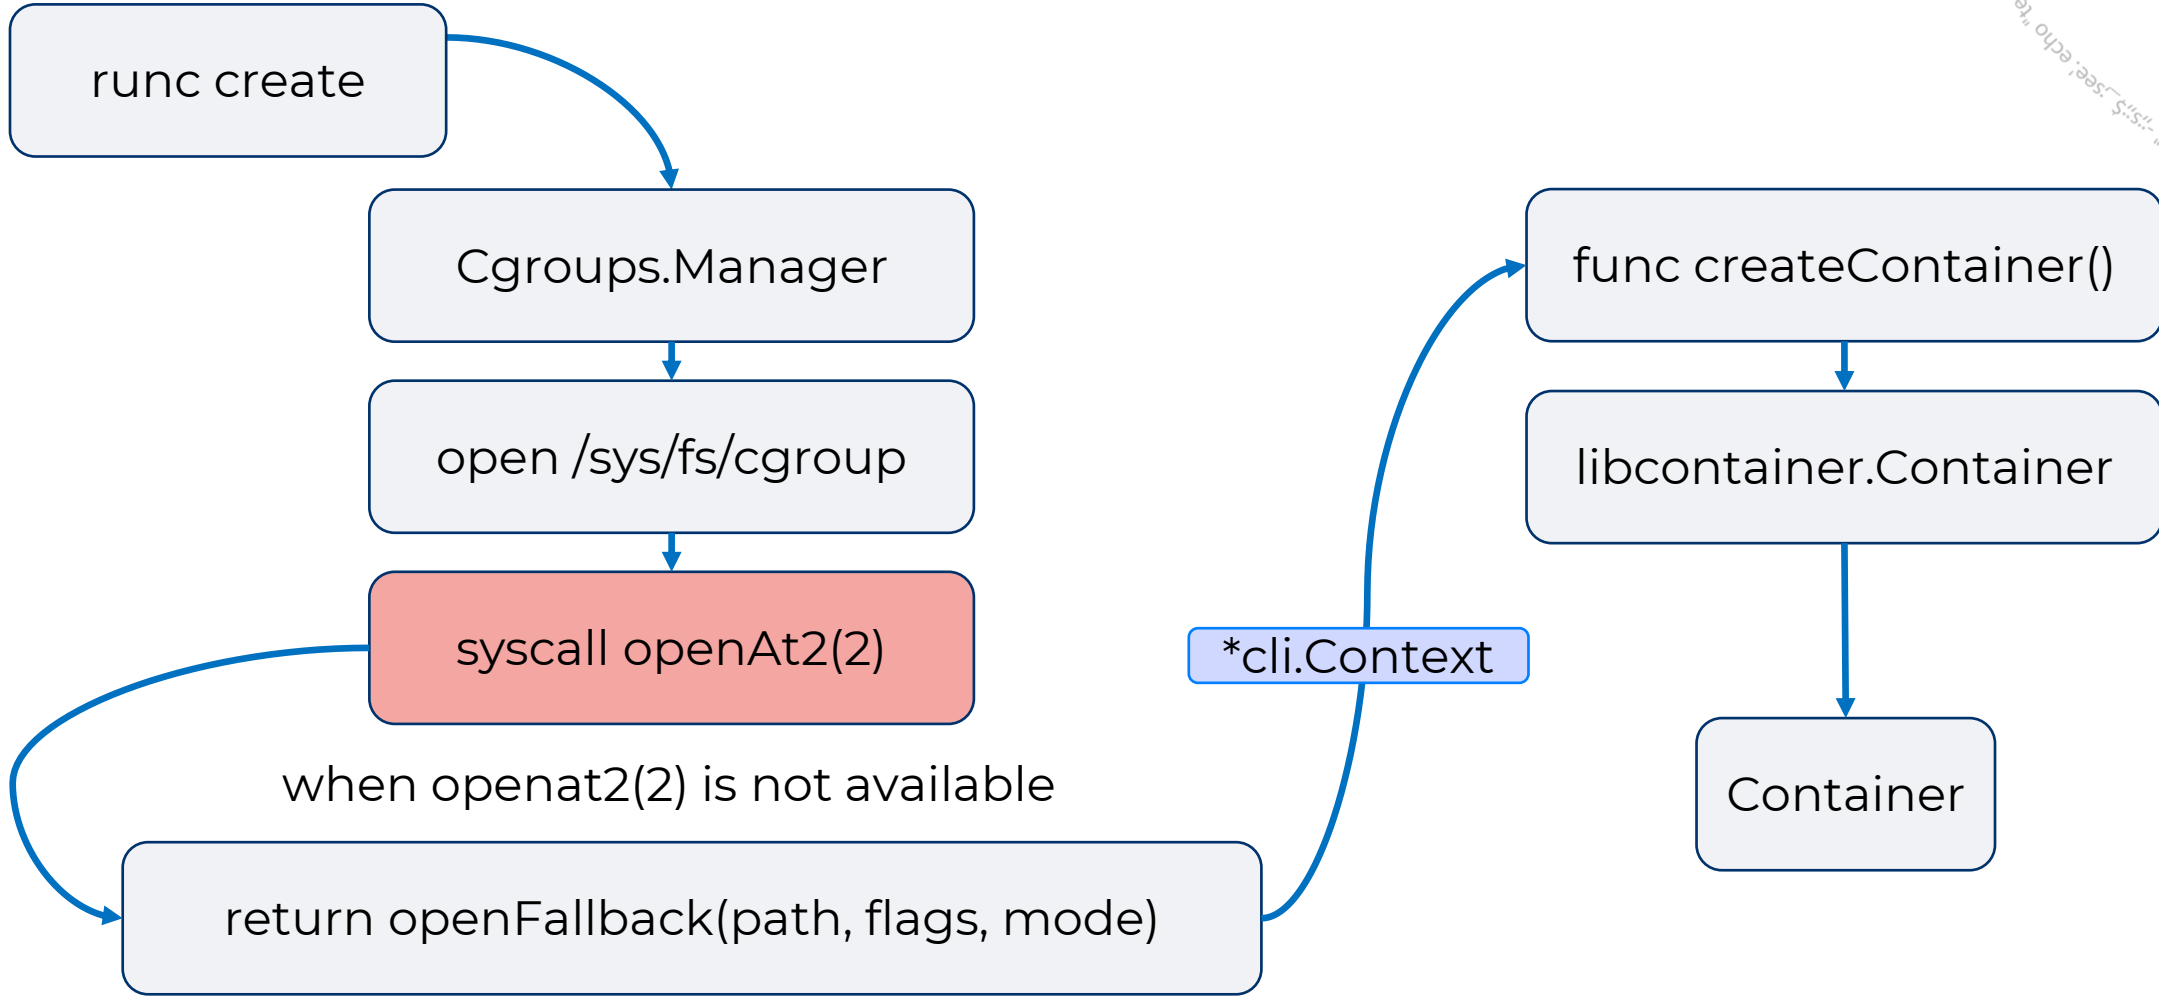 runc create
Cgroups.Manager
open /sys/fs/cgroup
syscall openAt2(2)
when openat2(2) is not available
return openFallback(path, flags, mode)
*cli.Context
func createContainer()
libcontainer.Container
Container
echo